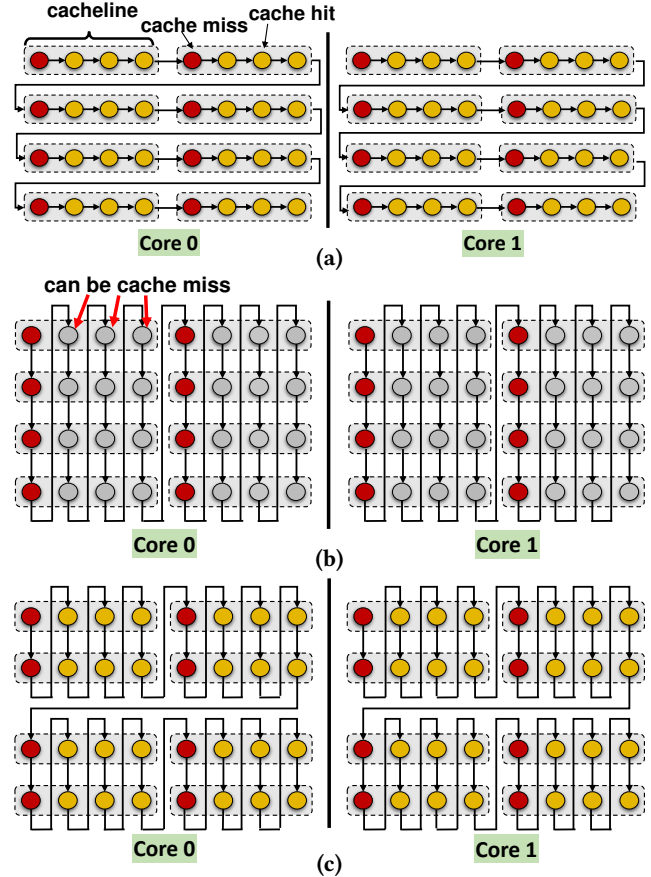 cacheline cache miss cache hit
Core 0 Core 1
(a)
can be cache miss
Core 0 Core 1
(b)
Core 0 Core 1
(c)